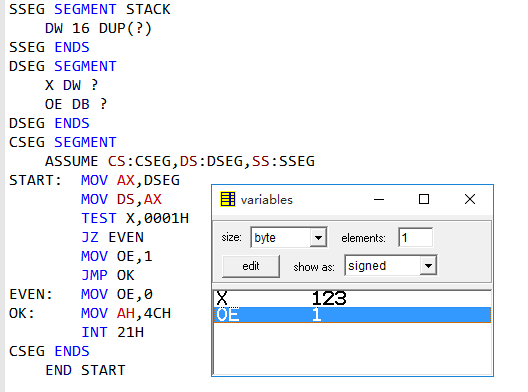 SSEG SEGMENT STACK
DW 16 DUP(?)
SSEG ENDS
DSEG SEGMENT
X DW ?
OE DB ?
DSEG ENDS
CSEG SEGMENT
ASSUME CS:CSEG,DS:DSEG,SS:SSEG
START: MOV AX,DSEG
MOV DS,AX
TEST X,0001H
JZ EVEN
MOV OE,1
JMP OK
EVEN: MOV OE,0
OK: MOV AH,4CH
INT 21H
CSEG ENDS
END START
variables
size: byte elements: 1
edit show as: signed
X 123
OE 1